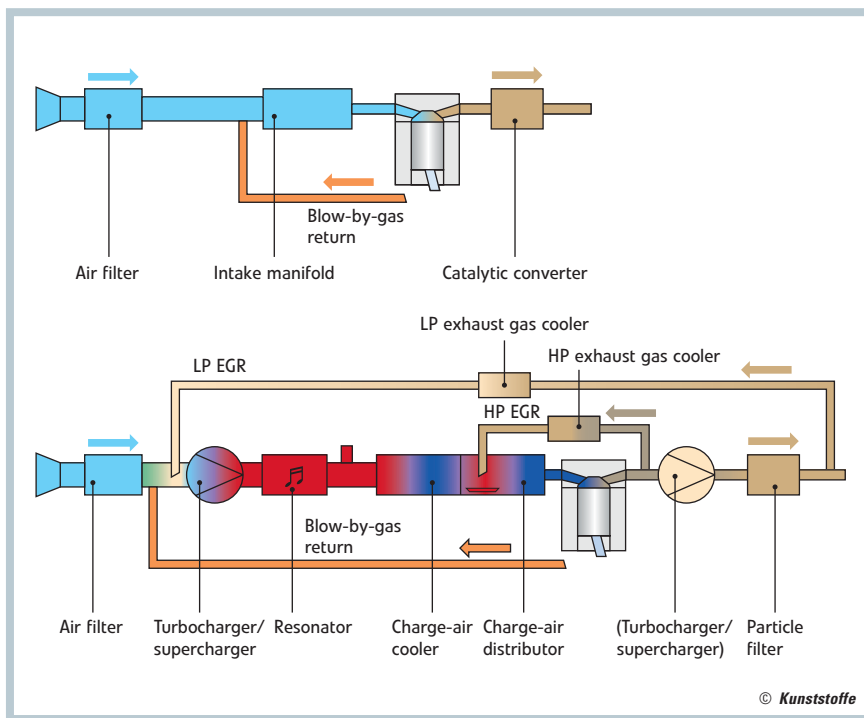 Blow-by-gas
return
Air filter
Intake manifold
Catalytic converter
LP exhaust gas cooler
HP exhaust gas cooler
LP EGR
HP EGR
Blow-by-gas
return
Air filter
Turbocharger/
supercharger
Resonator
Charge-air
cooler
Charge-air
distributor
(Turbocharger/
supercharger)
Particle
filter
© Kunststoffe